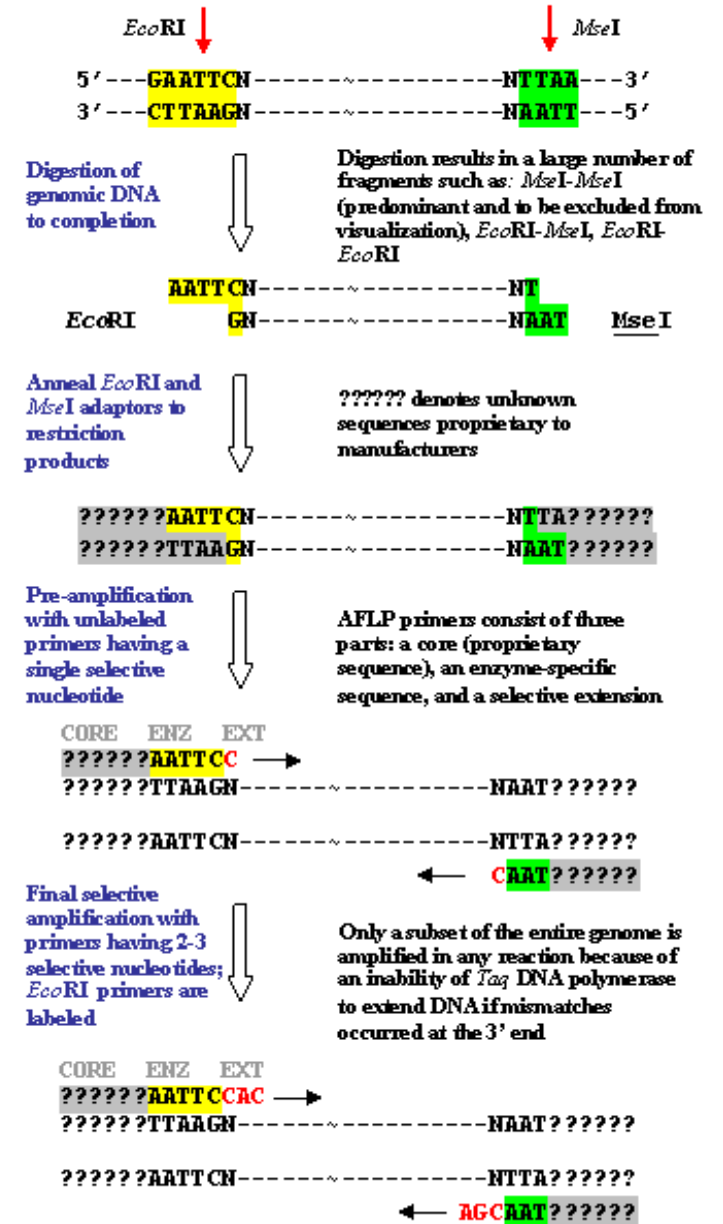 EcoRI MseI
5'---GAATTCN------~-----------NTTAA---3'
3'---CTTAAGN------~-----------NAATT---5'
Digestion of
genomic DNA
to completion
Digestion results in a large number of
fragments such as: MseI-MseI
(predominant and to be excluded from
visualization), EcoRI-MseI, EcoRI-
EcoRI
AATTCN------~-----------NT
EcoRI GN------~-----------NAAT MseI
Anneal EcoRI and
MseI adaptors to
restriction
products
?????? denotes unknown
sequences proprietary to
manufacturers
??????AATTCN------~-----------NTTA??????
??????TTAAGN------~-----------NAAT??????
Pre-amplification
with unlabeled
primers having a
single selective
nucleotide
AFLP primers consist of three
parts: a core (proprietary
sequence), an enzyme-specific
sequence, and a selective extension
CORE ENZ EXT
??????AATTCC
??????TTAAGN------~-----------NAAT??????
??????AATTCN------~-----------NTTA??????
CAAT??????
Final selective
amplification with
primers having 2-3
selective nucleotides;
EcoRI primers are
labeled
Only a subset of the entire genome is
amplified in any reaction because of
an inability of Taq DNA polymerase
to extend DNA if mismatches
occurred at the 3' end
CORE ENZ EXT
??????AATTCCAC
??????TTAAGN------~-----------NAAT??????
??????AATTCN------~-----------NTTA??????
AGCAAT??????